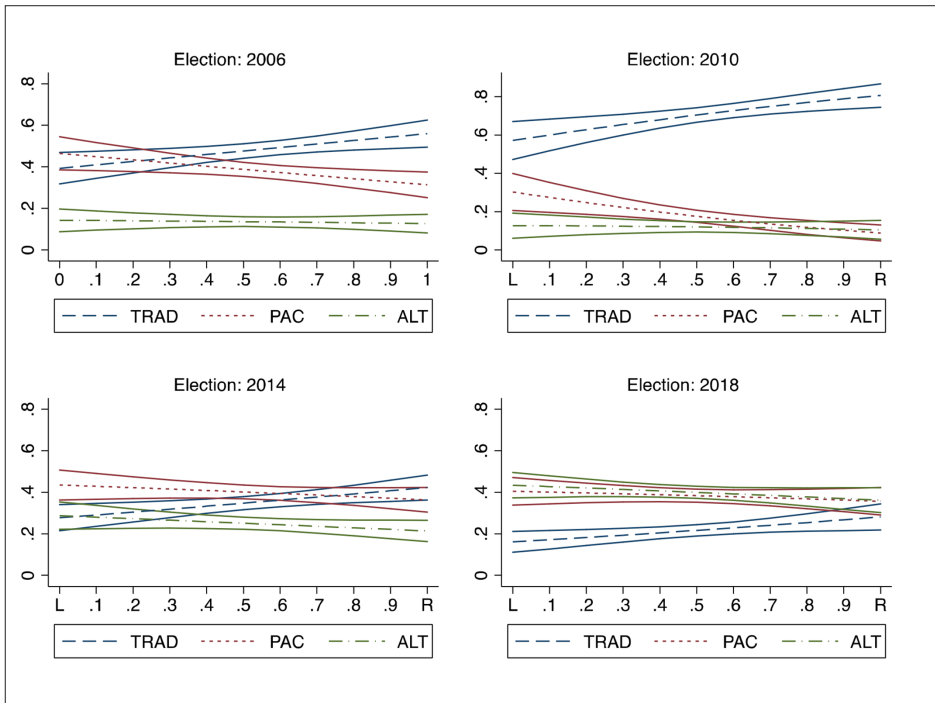 Election: 2006
.8
.6
.4
.2
0
0 .1 .2 .3 .4 .5 .6 .7 .8 .9 1
TRAD PAC ALT
Election: 2010
.8
.6
.4
.2
0
L .1 .2 .3 .4 .5 .6 .7 .8 .9 R
TRAD PAC ALT
Election: 2014
.8
.6
.4
.2
0
L .1 .2 .3 .4 .5 .6 .7 .8 .9 R
TRAD PAC ALT
Election: 2018
.8
.6
.4
.2
0
L .1 .2 .3 .4 .5 .6 .7 .8 .9 R
TRAD PAC ALT